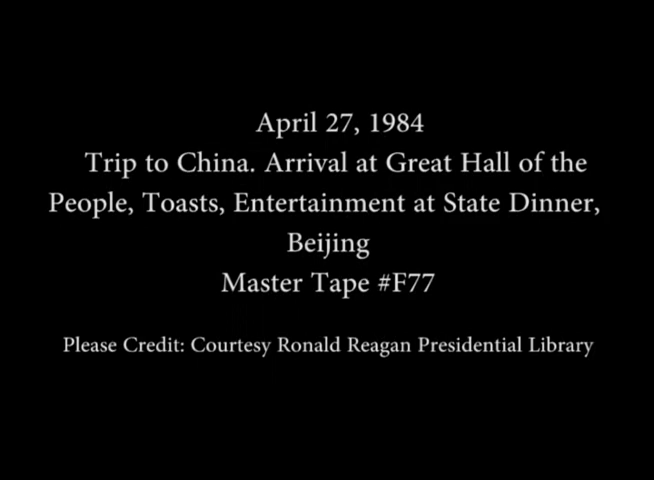 April 27, 1984
Trip to China. Arrival at Great Hall of the
People, Toasts, Entertainment at State Dinner,
Beijing
Master Tape #F77
Please Credit: Courtesy Ronald Reagan Presidential Library